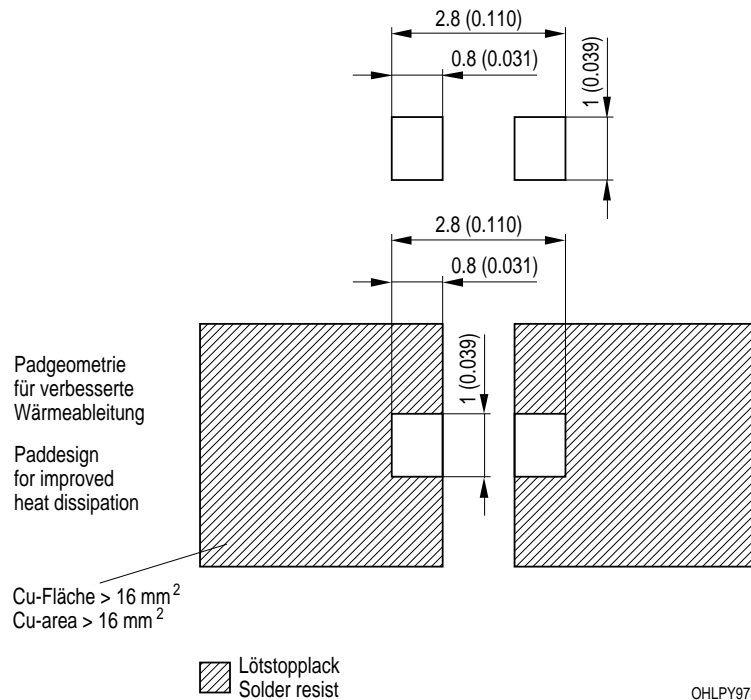 2.8 (0.110)
0.8 (0.031)
1 (0.039)
2.8 (0.110)
0.8 (0.031)
1 (0.039)
Padgeometrie
für verbesserte
Wärmeableitung
Paddesign
for improved
heat dissipation
Cu-Fläche > 16 mm²
Cu-area > 16 mm²
Lötstopplack
Solder resist
OHLPY97